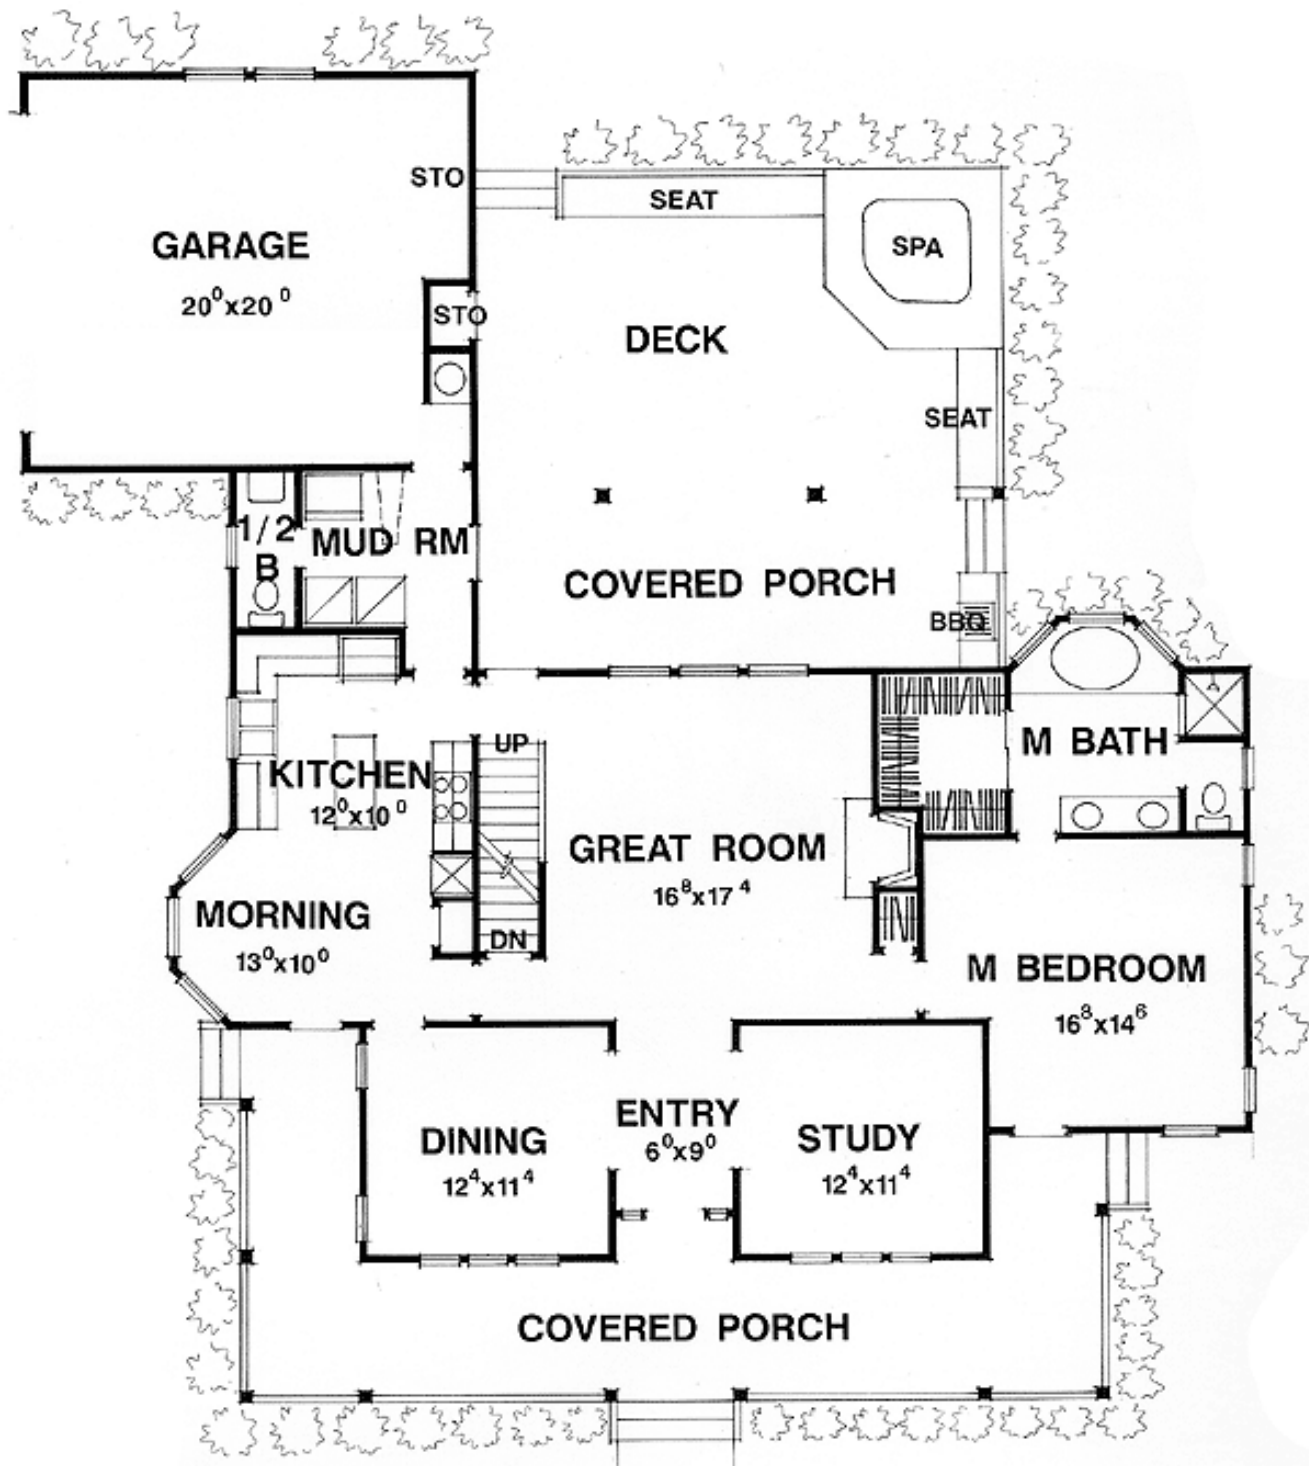 STO
SEAT
GARAGE
20⁰x20⁰
SPA
STO
DECK
SEAT
1/2
B
MUD RM
COVERED PORCH
BBQ
UP
M BATH
KITCHEN
12⁰x10⁰
GREAT ROOM
16⁸x17⁴
MORNING
13⁰x10⁰
DN
M BEDROOM
16⁸x14⁶
ENTRY
6⁰x9⁰
DINING
12⁴x11⁴
STUDY
12⁴x11⁴
COVERED PORCH